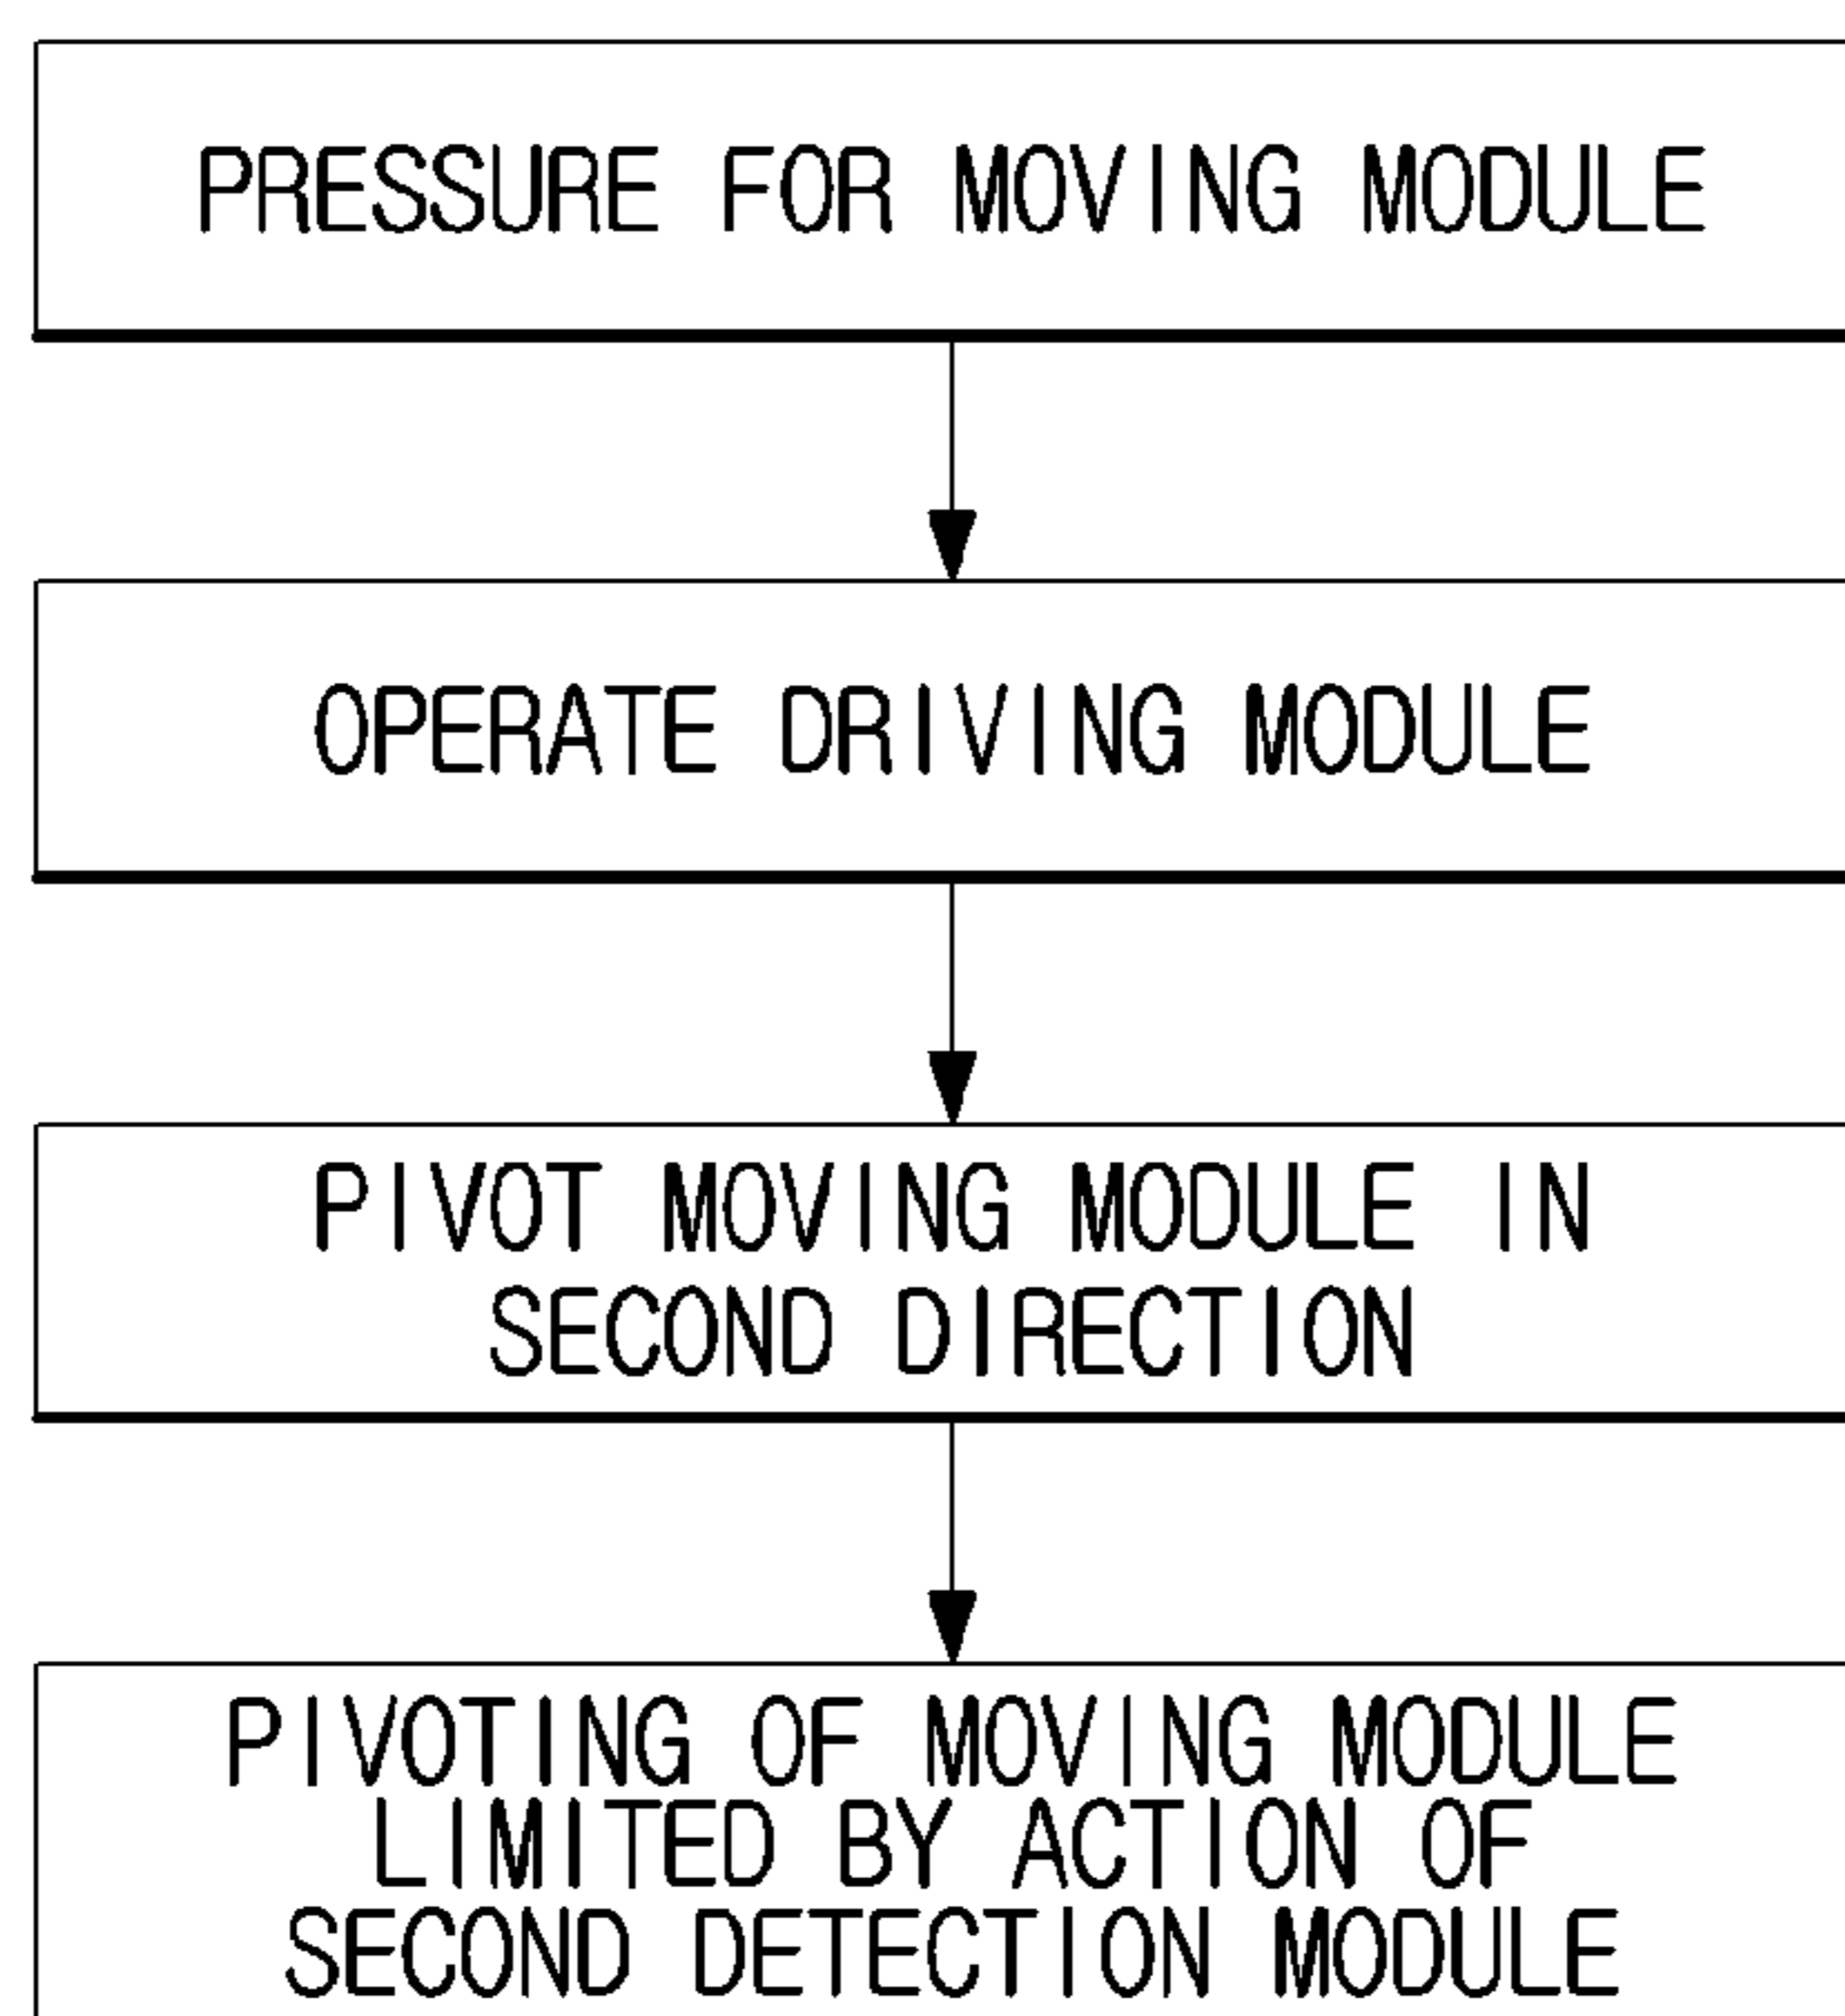 PRESSURE FOR MOVING MODULE
OPERATE DRIVING MODULE
PIVOT MOVING MODULE IN
SECOND DIRECTION
PIVOTING OF MOVING MODULE
LIMITED BY ACTION OF
SECOND DETECTION MODULE